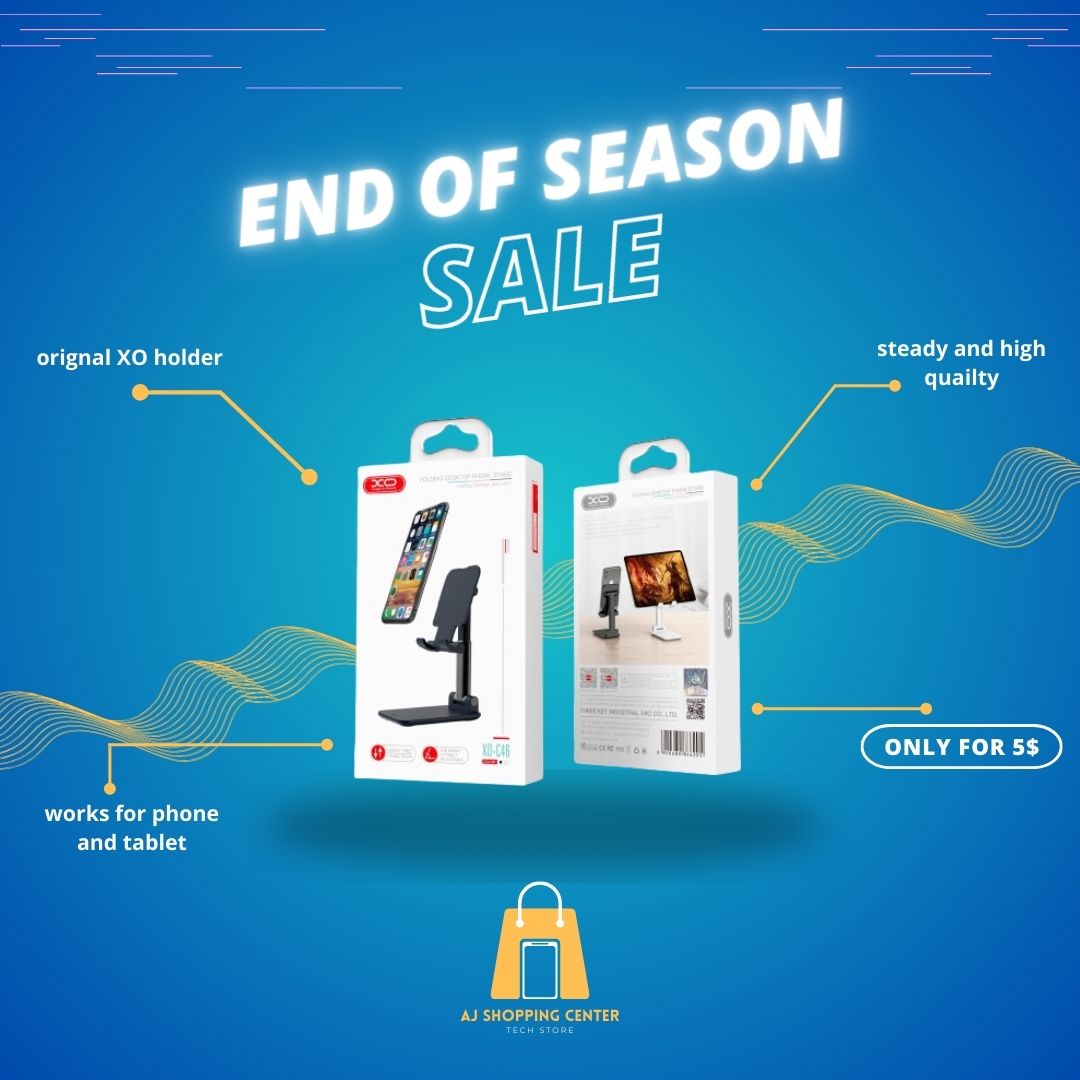 END OF SEASON
SALE
orignal XO holder
steady and high
quailty
XO
FOLDING DESKTOP PHONE STAND
XO-C46
XO
FOLDING DESKTOP PHONE STAND
XO
THREE KEY INDUSTRIAL (HK) CO.,LTD.
ONLY FOR 5$
works for phone
and tablet
AJ SHOPPING CENTER
TECH STORE